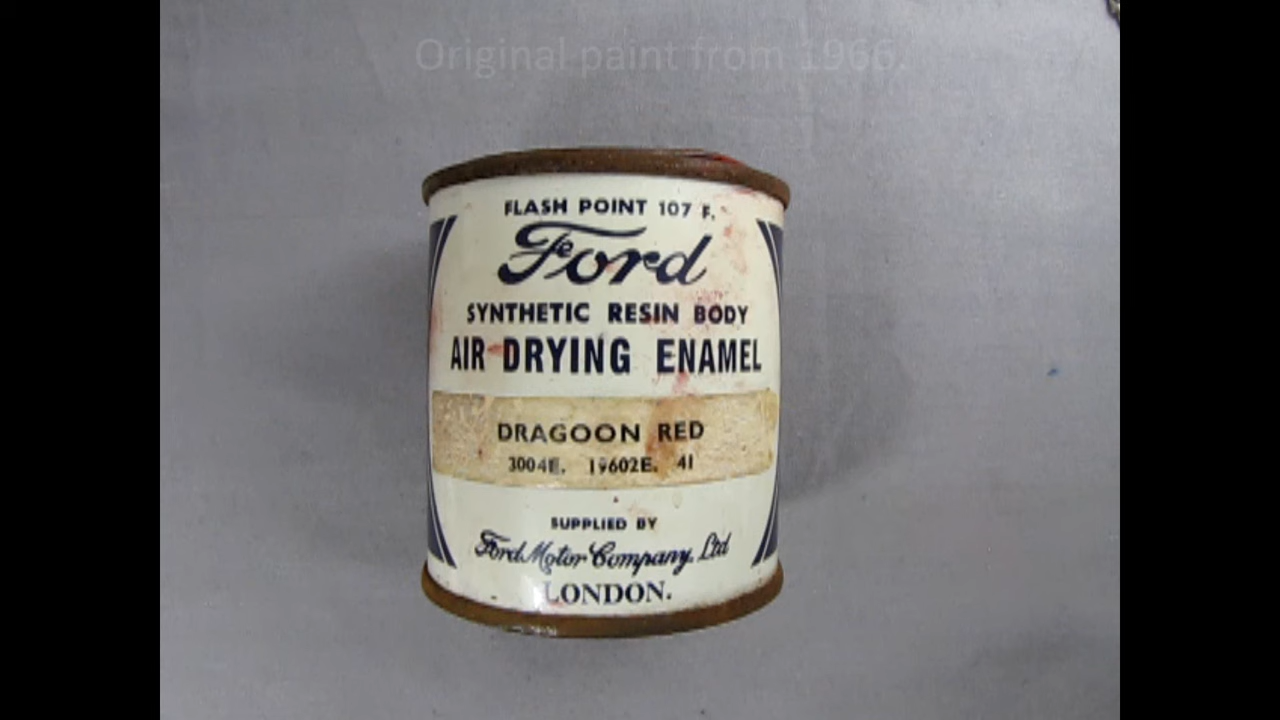 Original paint from 1966.
FLASH POINT 107 F.
Ford
SYNTHETIC RESIN BODY
AIR DRYING ENAMEL
DRAGOON RED
3004E. 19602E. 41
SUPPLIED BY
Ford Motor Company, Ltd
LONDON.